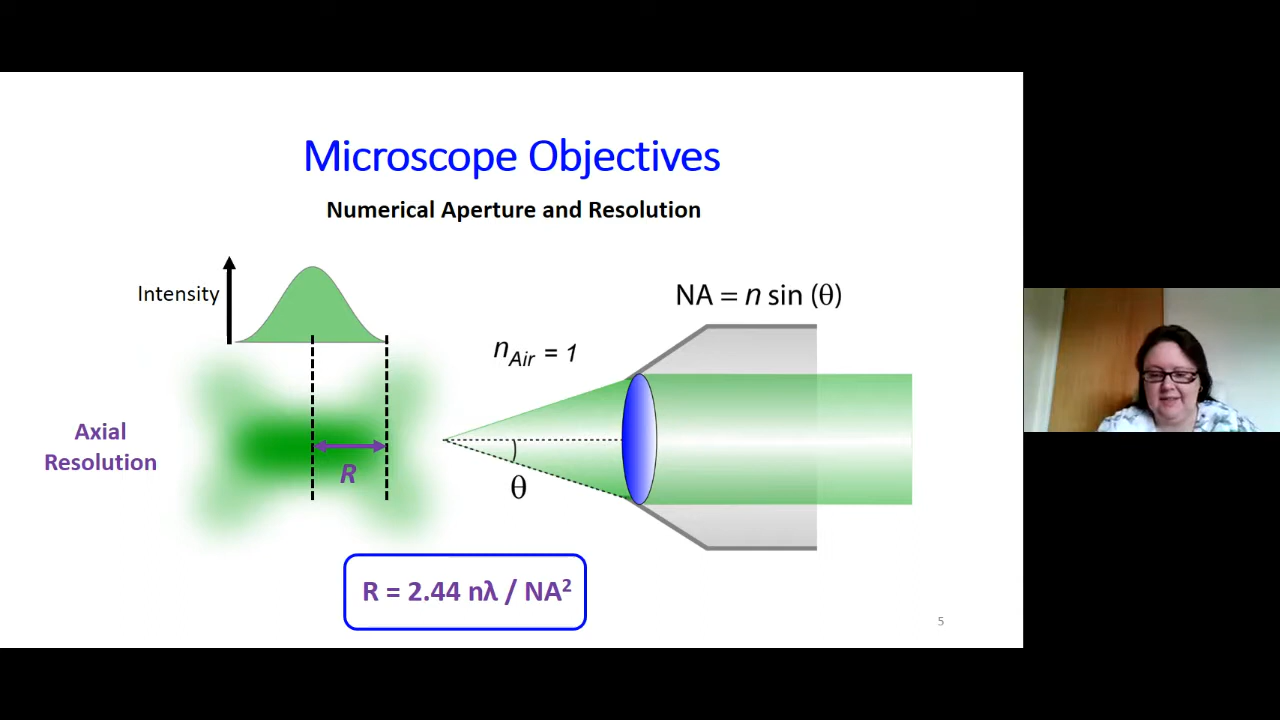 Microscope Objectives
Numerical Aperture and Resolution
Intensity
NA = n sin (θ)
n_Air = 1
Axial
Resolution
R
θ
R = 2.44 nλ / NA²
5